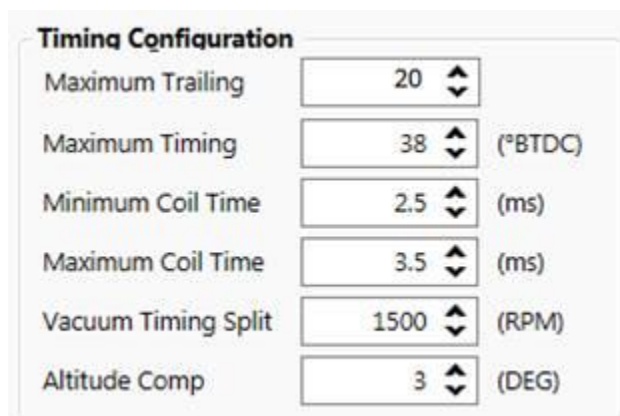 Timing Configuration
Maximum Trailing 20
Maximum Timing 38 (°BTDC)
Minimum Coil Time 2.5 (ms)
Maximum Coil Time 3.5 (ms)
Vacuum Timing Split 1500 (RPM)
Altitude Comp 3 (DEG)